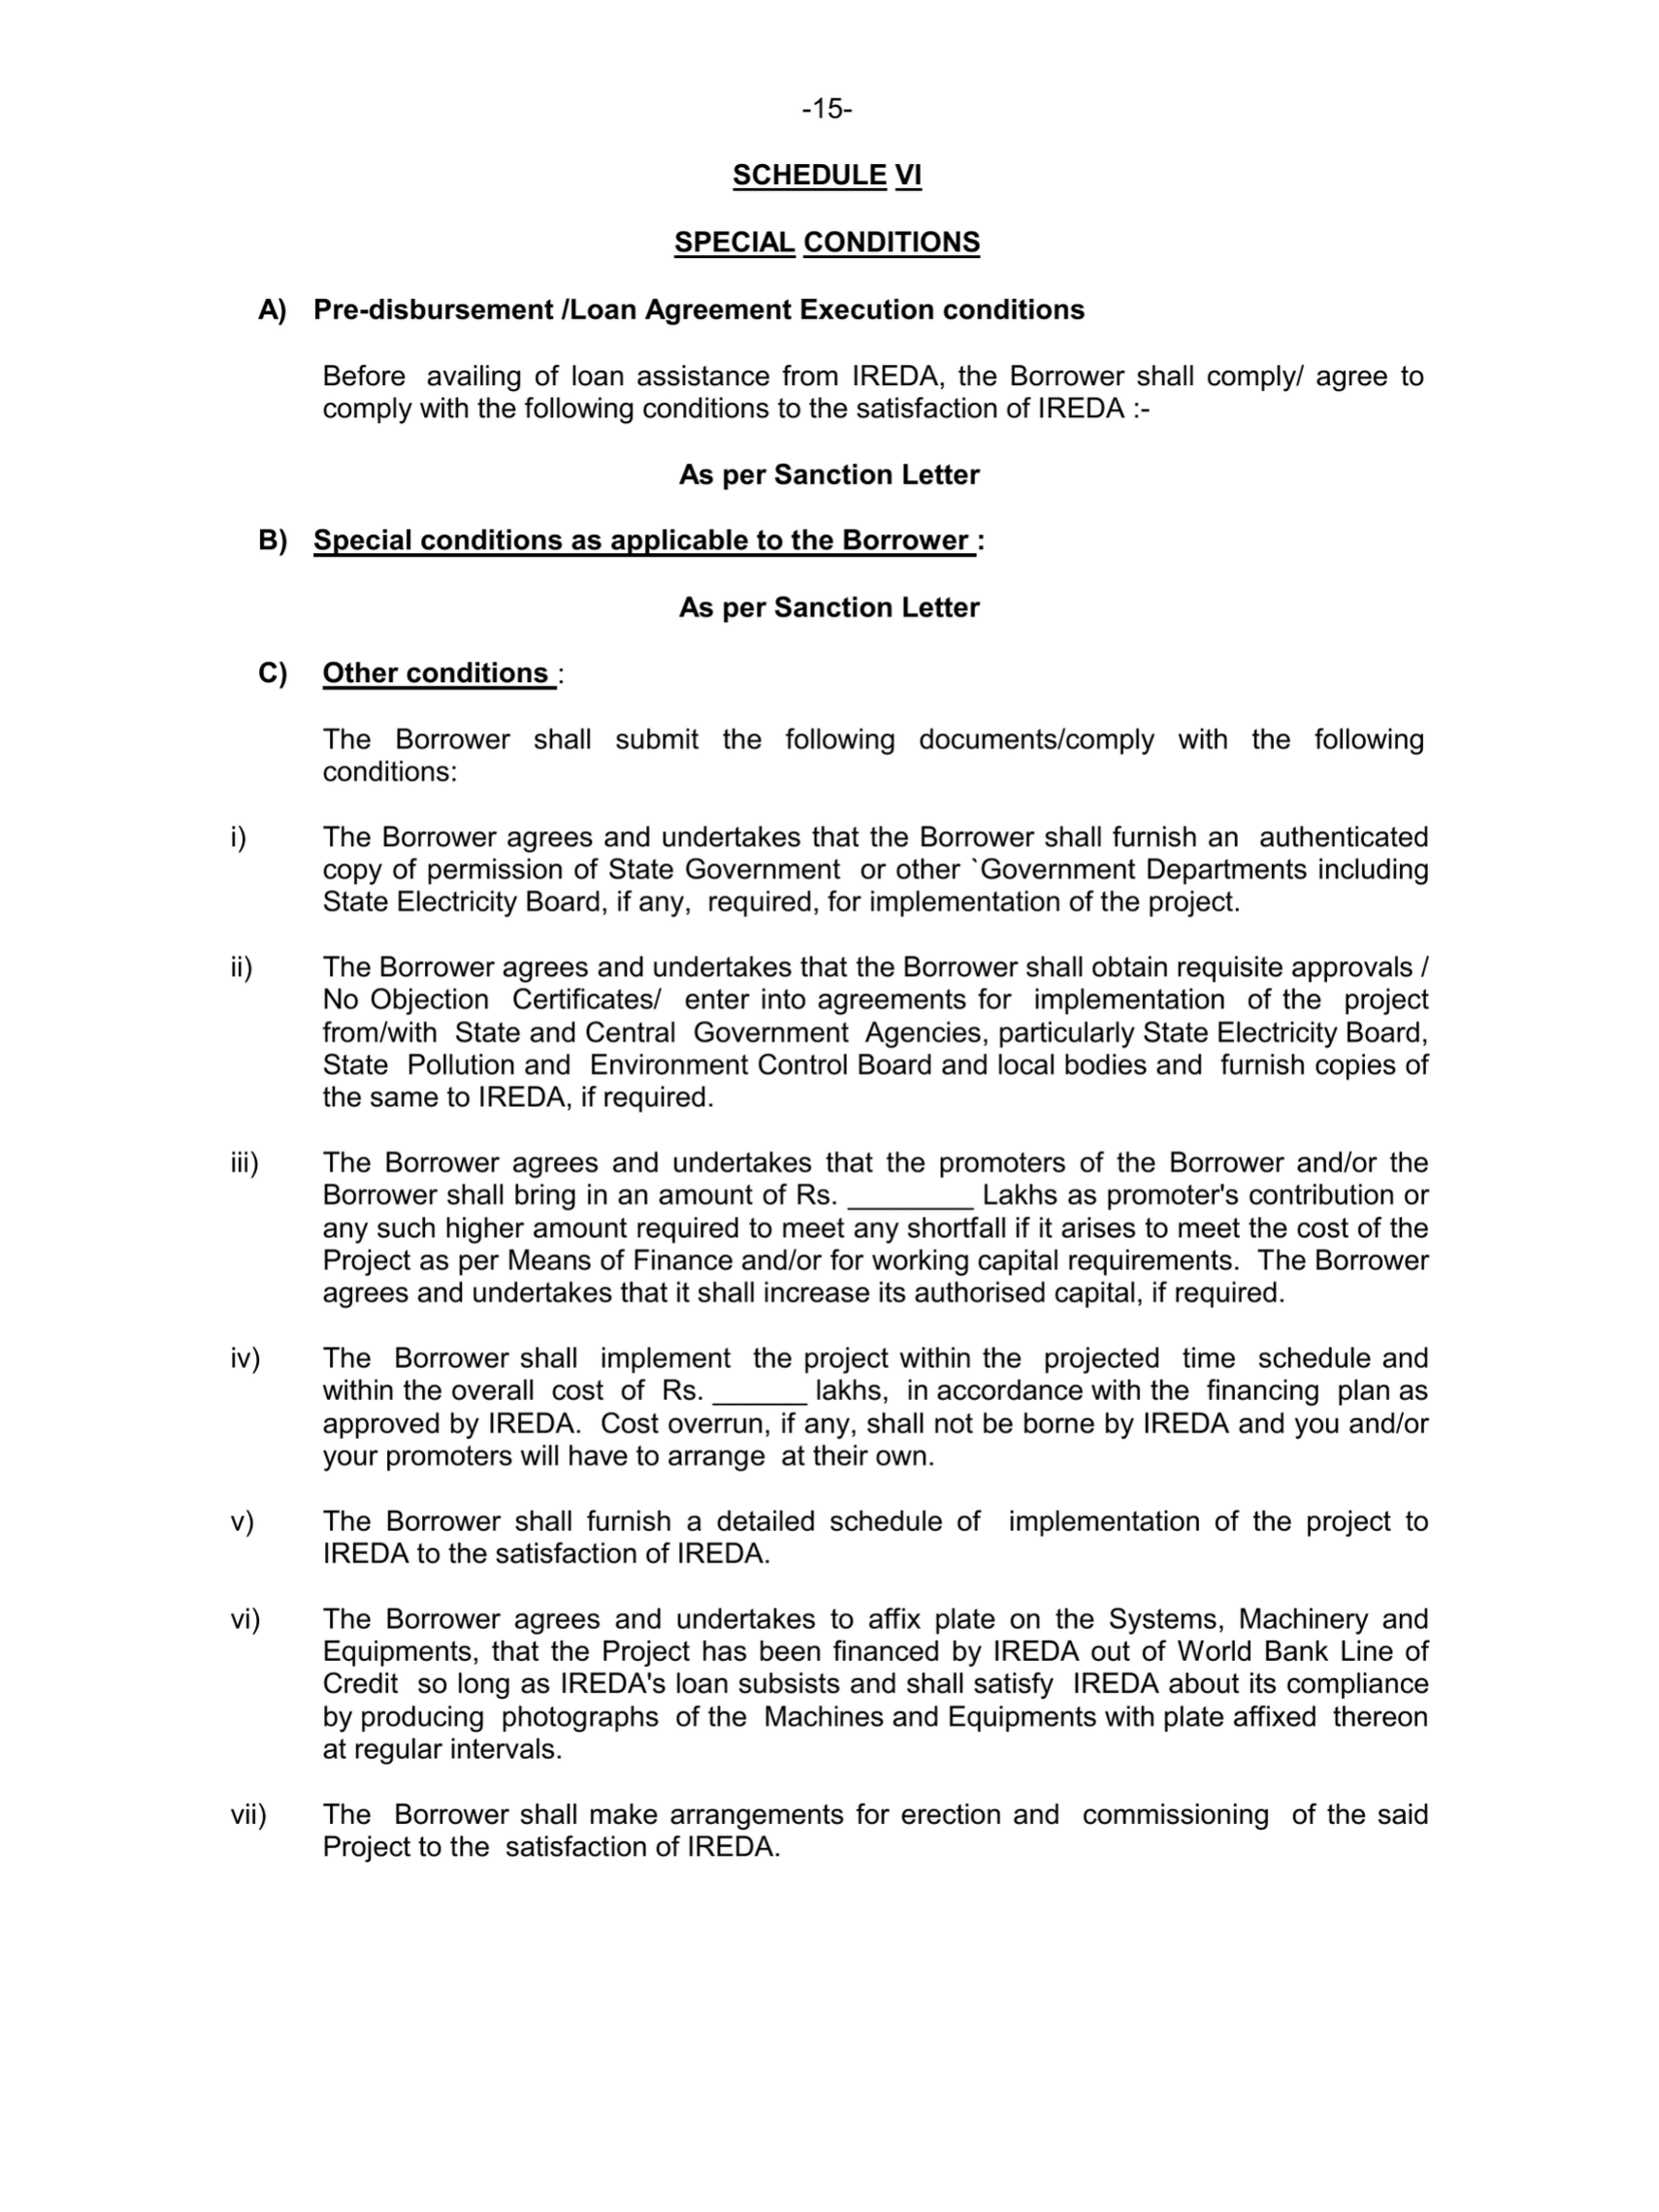 -15-
SCHEDULE VI
SPECIAL CONDITIONS
A) Pre-disbursement /Loan Agreement Execution conditions
Before availing of loan assistance from IREDA, the Borrower shall comply/ agree to
comply with the following conditions to the satisfaction of IREDA :-
As per Sanction Letter
B) Special conditions as applicable to the Borrower :
As per Sanction Letter
C) Other conditions :
The Borrower shall submit the following documents/comply with the following
conditions:
i) The Borrower agrees and undertakes that the Borrower shall furnish an authenticated
copy of permission of State Government or other `Government Departments including
State Electricity Board, if any, required, for implementation of the project.
ii) The Borrower agrees and undertakes that the Borrower shall obtain requisite approvals /
No Objection Certificates/ enter into agreements for implementation of the project
from/with State and Central Government Agencies, particularly State Electricity Board,
State Pollution and Environment Control Board and local bodies and furnish copies of
the same to IREDA, if required.
iii) The Borrower agrees and undertakes that the promoters of the Borrower and/or the
Borrower shall bring in an amount of Rs. ________ Lakhs as promoter's contribution or
any such higher amount required to meet any shortfall if it arises to meet the cost of the
Project as per Means of Finance and/or for working capital requirements. The Borrower
agrees and undertakes that it shall increase its authorised capital, if required.
iv) The Borrower shall implement the project within the projected time schedule and
within the overall cost of Rs. ______ lakhs, in accordance with the financing plan as
approved by IREDA. Cost overrun, if any, shall not be borne by IREDA and you and/or
your promoters will have to arrange at their own.
v) The Borrower shall furnish a detailed schedule of implementation of the project to
IREDA to the satisfaction of IREDA.
vi) The Borrower agrees and undertakes to affix plate on the Systems, Machinery and
Equipments, that the Project has been financed by IREDA out of World Bank Line of
Credit so long as IREDA's loan subsists and shall satisfy IREDA about its compliance
by producing photographs of the Machines and Equipments with plate affixed thereon
at regular intervals.
vii) The Borrower shall make arrangements for erection and commissioning of the said
Project to the satisfaction of IREDA.